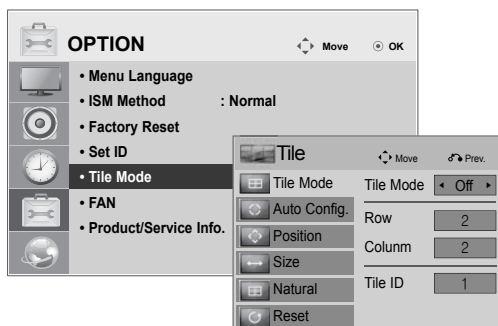 OPTION Move OK
• Menu Language
• ISM Method : Normal
• Factory Reset
• Set ID
• Tile Mode
• FAN
• Product/Service Info.
Tile Move Prev.
Tile Mode Tile Mode Off
Auto Config.
Row 2
Position
Colunm 2
Size
Natural Tile ID 1
Reset